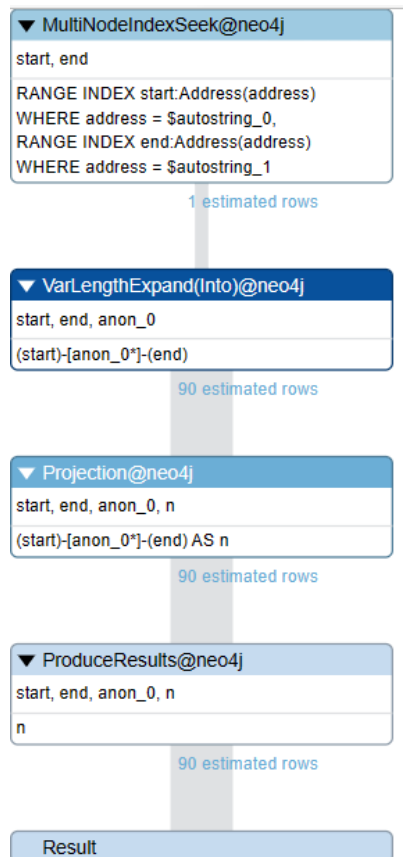 ▼ MultiNodeIndexSeek@neo4j
start, end
RANGE INDEX start:Address(address)
WHERE address = $autostring_0,
RANGE INDEX end:Address(address)
WHERE address = $autostring_1
1 estimated rows
▼ VarLengthExpand(Into)@neo4j
start, end, anon_0
(start)-[anon_0*]-(end)
90 estimated rows
▼ Projection@neo4j
start, end, anon_0, n
(start)-[anon_0*]-(end) AS n
90 estimated rows
▼ ProduceResults@neo4j
start, end, anon_0, n
n
90 estimated rows
Result